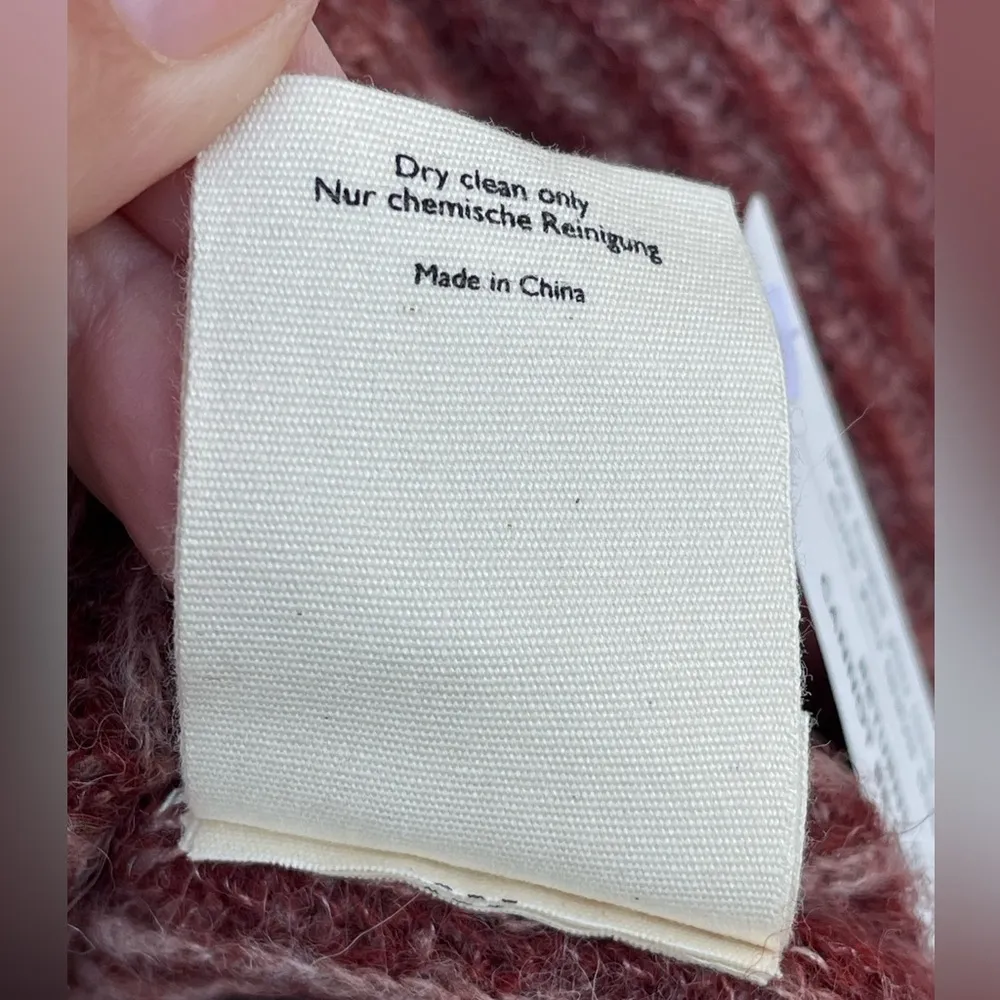 Dry clean only
Nur chemische Reinigung
Made in China